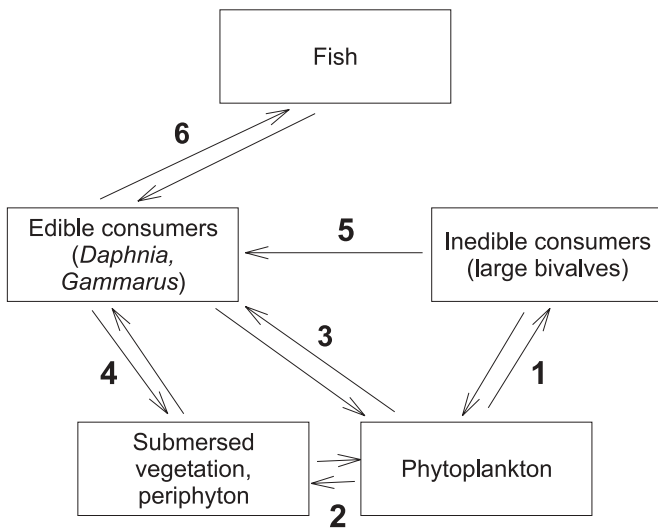 Fish
6
Edible consumers
(Daphnia,
Gammarus)
5
Inedible consumers
(large bivalves)
3
4
1
Submersed
vegetation,
periphyton
Phytoplankton
2